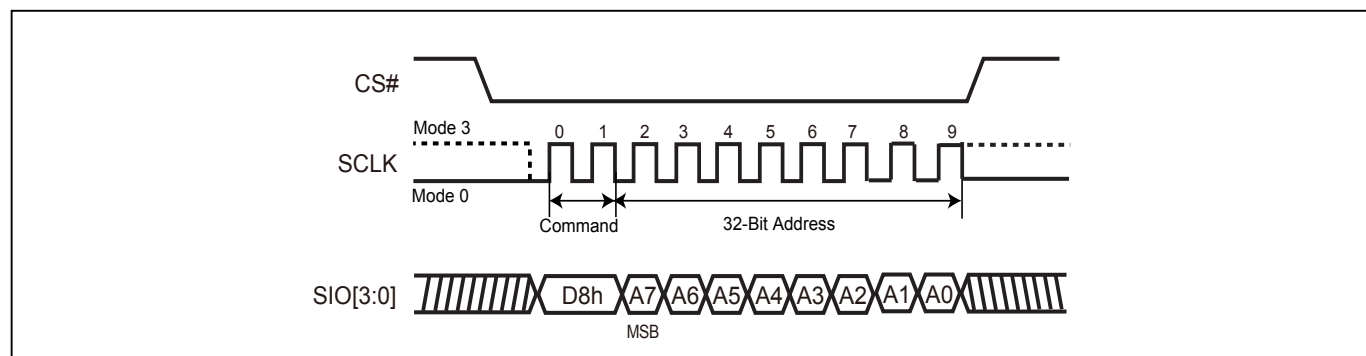 CS#
Mode 3
0 1 2 3 4 5 6 7 8 9
SCLK
Mode 0
Command 32-Bit Address
SIO[3:0] D8h A7 A6 A5 A4 A3 A2 A1 A0
MSB